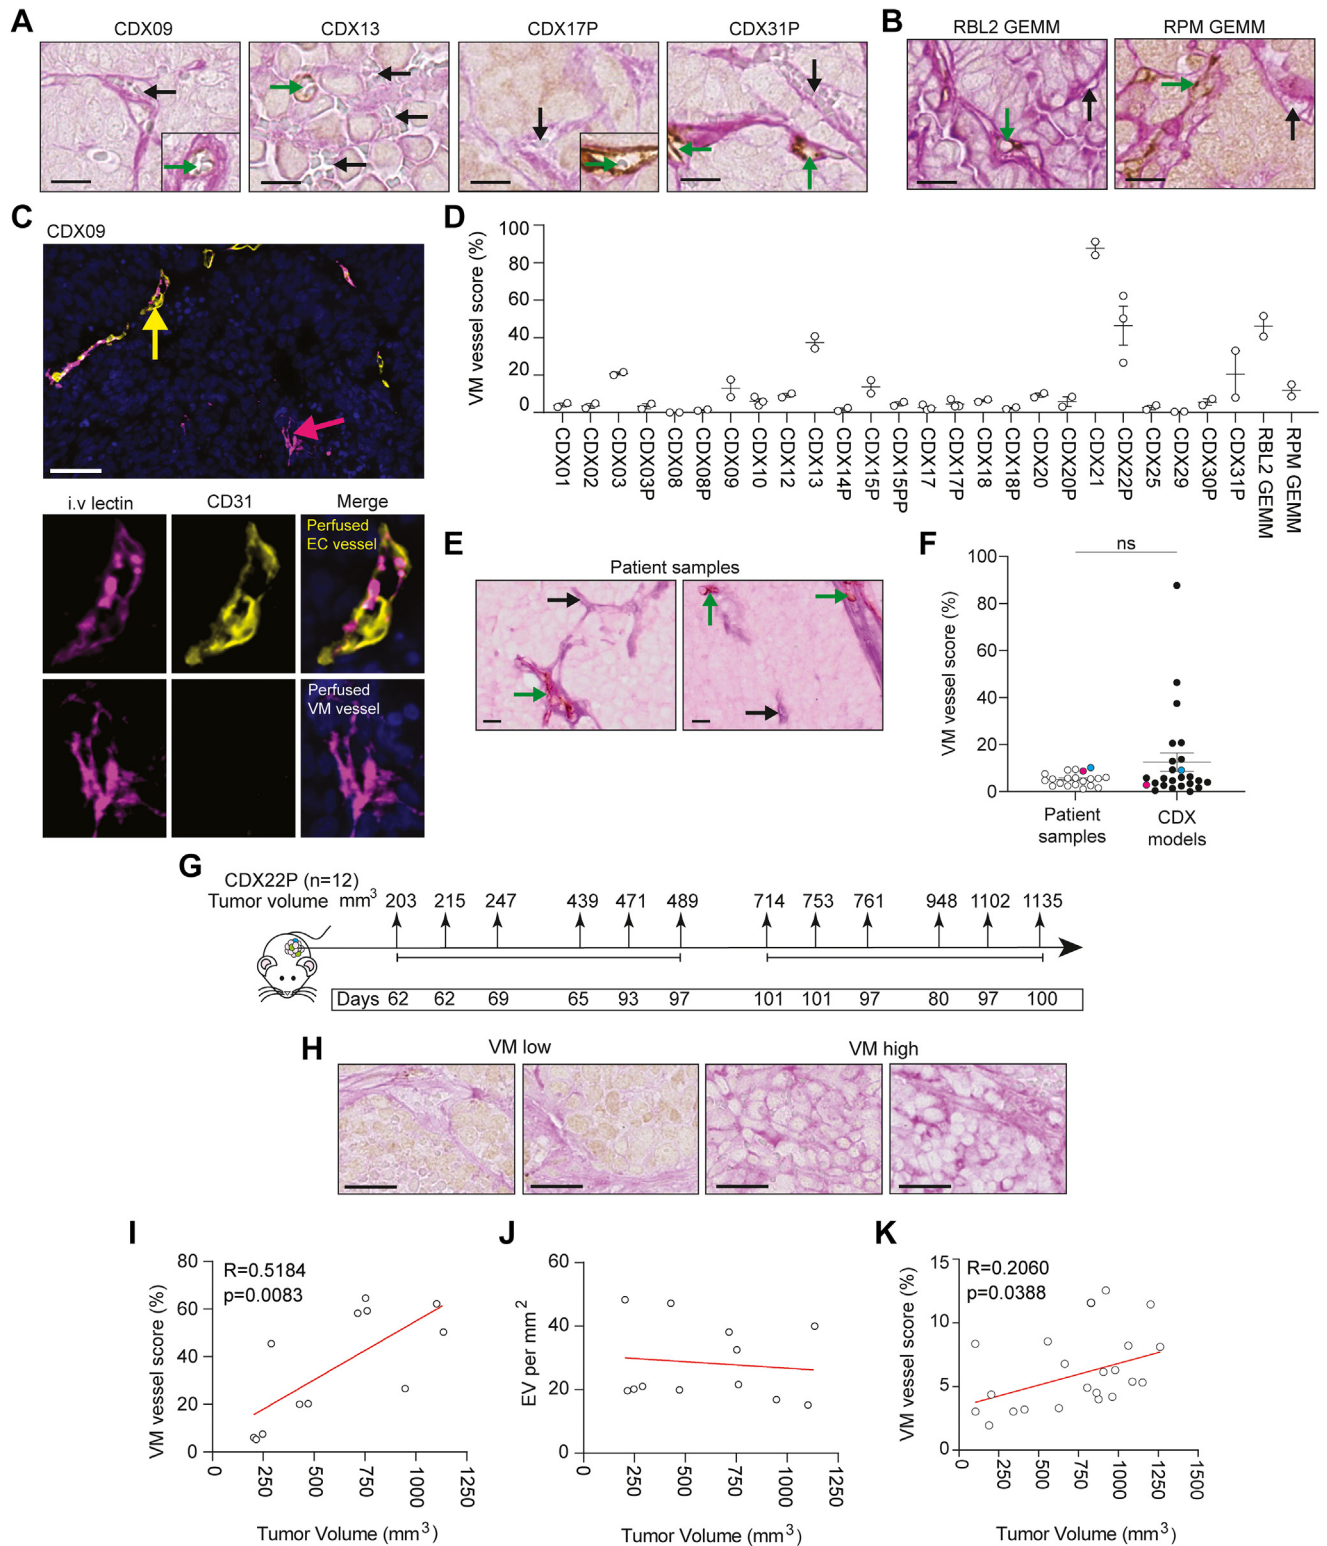 A
CDX09
CDX13
CDX17P
CDX31P
B
RBL2 GEMM
RPM GEMM
C
CDX09
i.v lectin
CD31
Merge
Perfused
EC vessel
Perfused
VM vessel
D
VM vessel score (%)
100
80
60
40
20
0
CDX01
CDX02
CDX03
CDX03P
CDX08
CDX08P
CDX09
CDX10
CDX12
CDX13
CDX14P
CDX15P
CDX15PP
CDX17
CDX17P
CDX18
CDX18P
CDX20
CDX20P
CDX21
CDX22P
CDX25
CDX29
CDX30P
CDX31P
RBL2 GEMM
RPM GEMM
E
Patient samples
F
ns
VM vessel score (%)
100
80
60
40
20
0
Patient
samples
CDX
models
G
CDX22P (n=12)
Tumor volume mm3 203 215 247 439 471 489 714 753 761 948 1102 1135
Days 62 62 69 65 93 97 101 101 97 80 97 100
H
VM low
VM high
I
R=0.5184
p=0.0083
VM vessel score (%)
80
60
40
20
0
0 250 500 750 1000 1250
Tumor Volume (mm3)
J
EV per mm2
60
40
20
0
0 250 500 750 1000 1250
Tumor Volume (mm3)
K
R=0.2060
p=0.0388
VM vessel score (%)
15
10
5
0
0 250 500 750 1000 1250 1500
Tumor Volume (mm3)